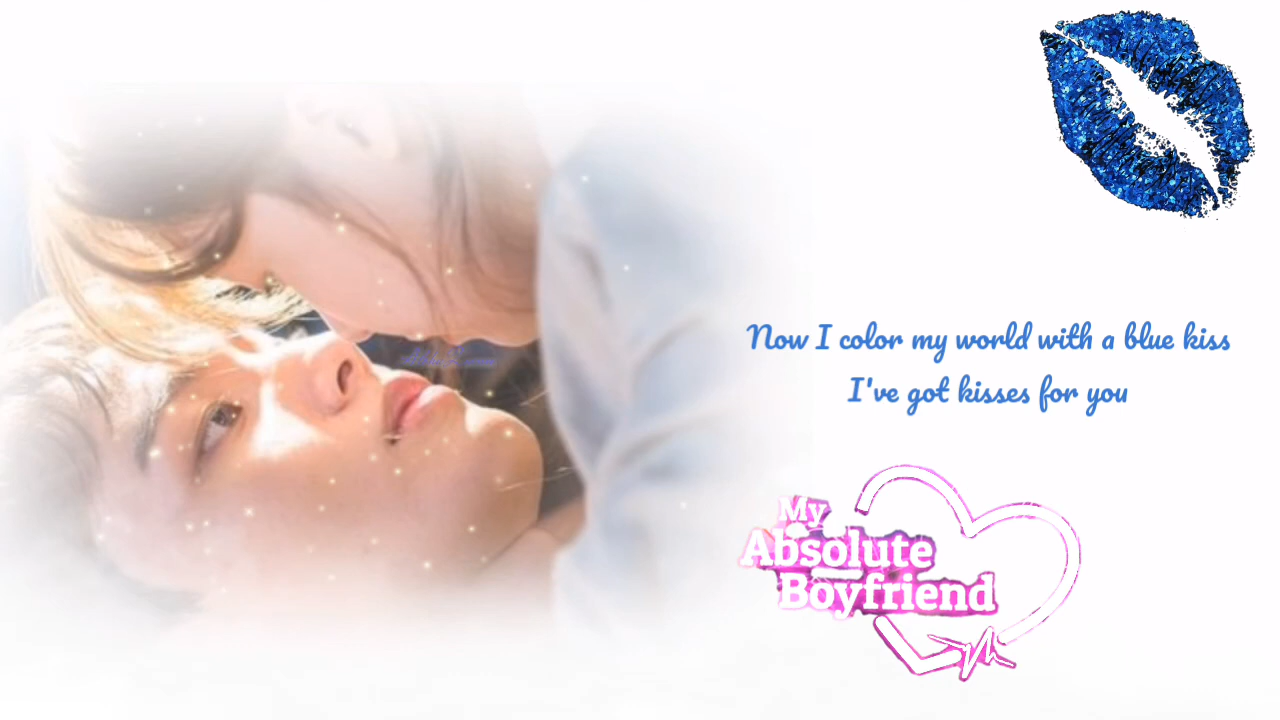 Now I color my world with a blue kiss
I've got kisses for you
My
Absolute
Boyfriend